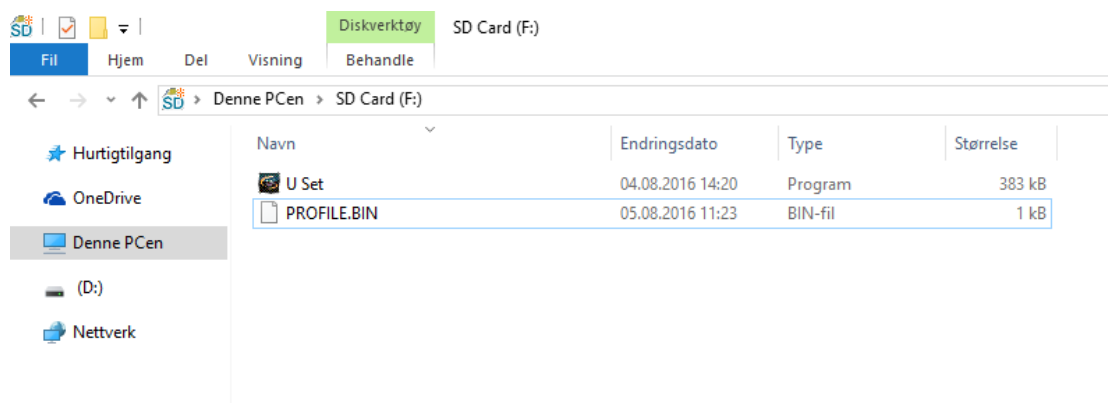 SD
Diskverktøy SD Card (F:)
Fil Hjem Del Visning Behandle
SD Denne PCen SD Card (F:)
Navn Endringsdato Type Størrelse
Hurtigtilgang
U Set 04.08.2016 14:20 Program 383 kB
OneDrive
PROFILE.BIN 05.08.2016 11:23 BIN-fil 1 kB
Denne PCen
(D:)
Nettverk